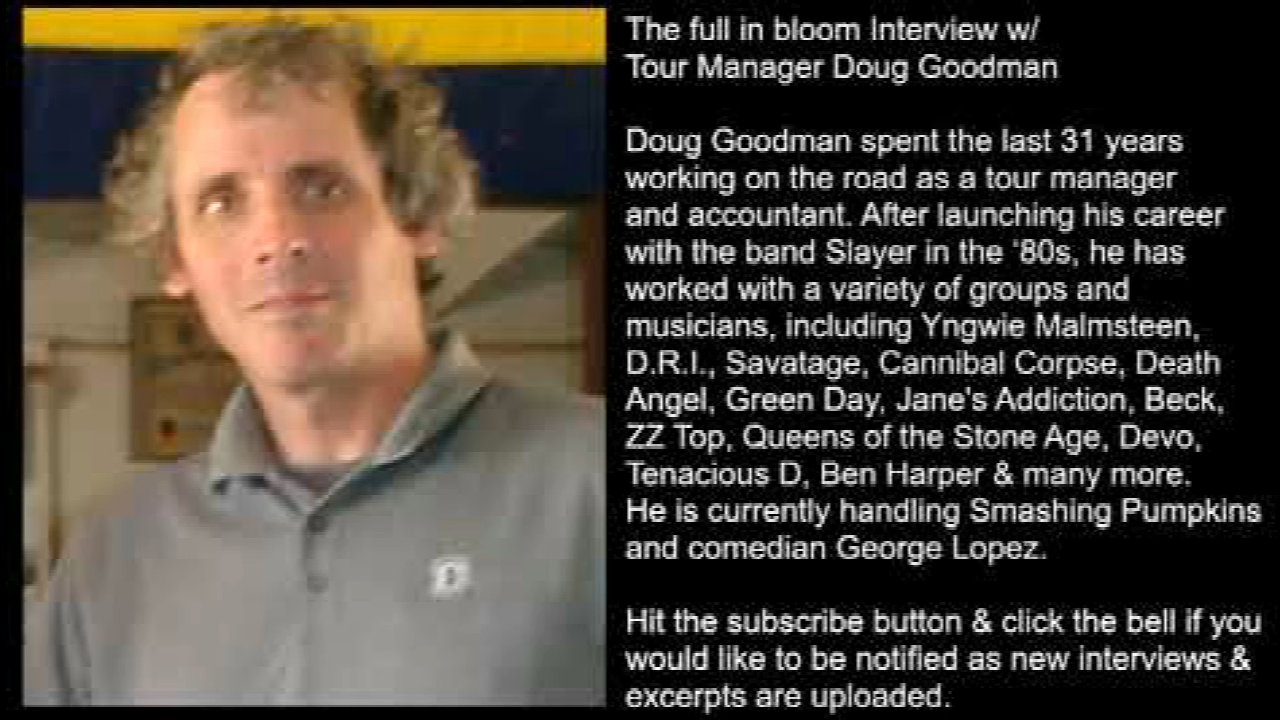 The full in bloom Interview w/
Tour Manager Doug Goodman
Doug Goodman spent the last 31 years
working on the road as a tour manager
and accountant. After launching his career
with the band Slayer in the ‘80s, he has
worked with a variety of groups and
musicians, including Yngwie Malmsteen,
D.R.I., Savatage, Cannibal Corpse, Death
Angel, Green Day, Jane's Addiction, Beck,
ZZ Top, Queens of the Stone Age, Devo,
Tenacious D, Ben Harper & many more.
He is currently handling Smashing Pumpkins
and comedian George Lopez.
Hit the subscribe button & click the bell if you
would like to be notified as new interviews &
excerpts are uploaded.